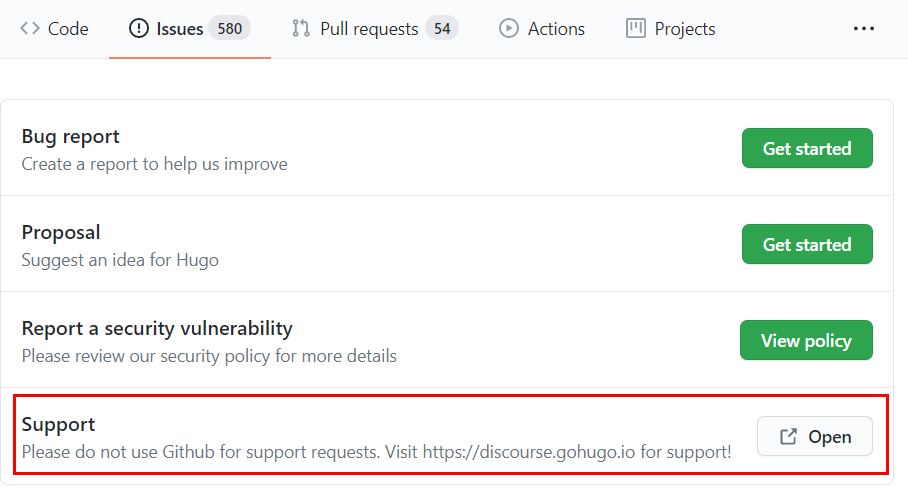 Code Issues 580 Pull requests 54 Actions Projects
Bug report
Create a report to help us improve
Get started
Proposal
Suggest an idea for Hugo
Get started
Report a security vulnerability
Please review our security policy for more details
View policy
Support
Please do not use Github for support requests. Visit https://discourse.gohugo.io for support!
Open